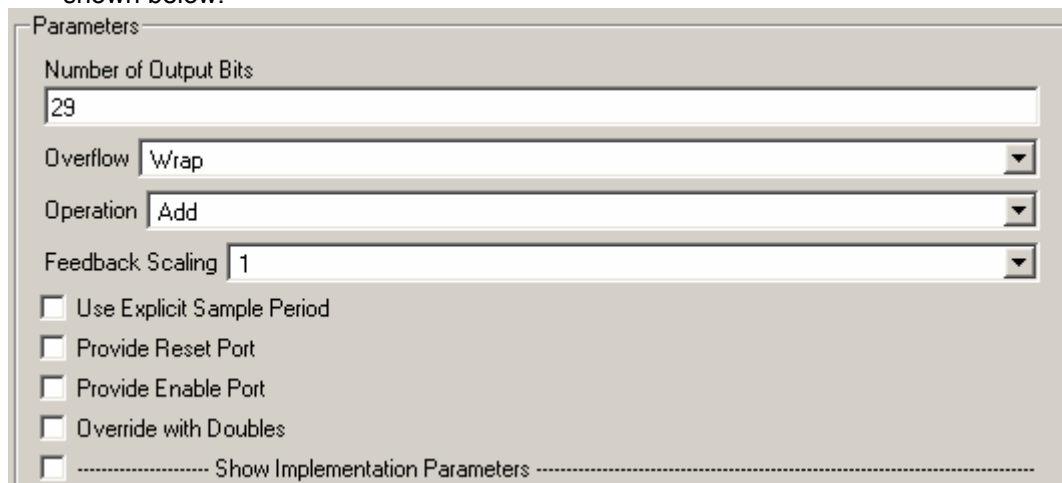 shown below.
Parameters
Number of Output Bits
29
Overflow Wrap
Operation Add
Feedback Scaling 1
Use Explicit Sample Period
Provide Reset Port
Provide Enable Port
Override with Doubles
---------------------- Show Implementation Parameters ----------------------------------------------------------------------------------